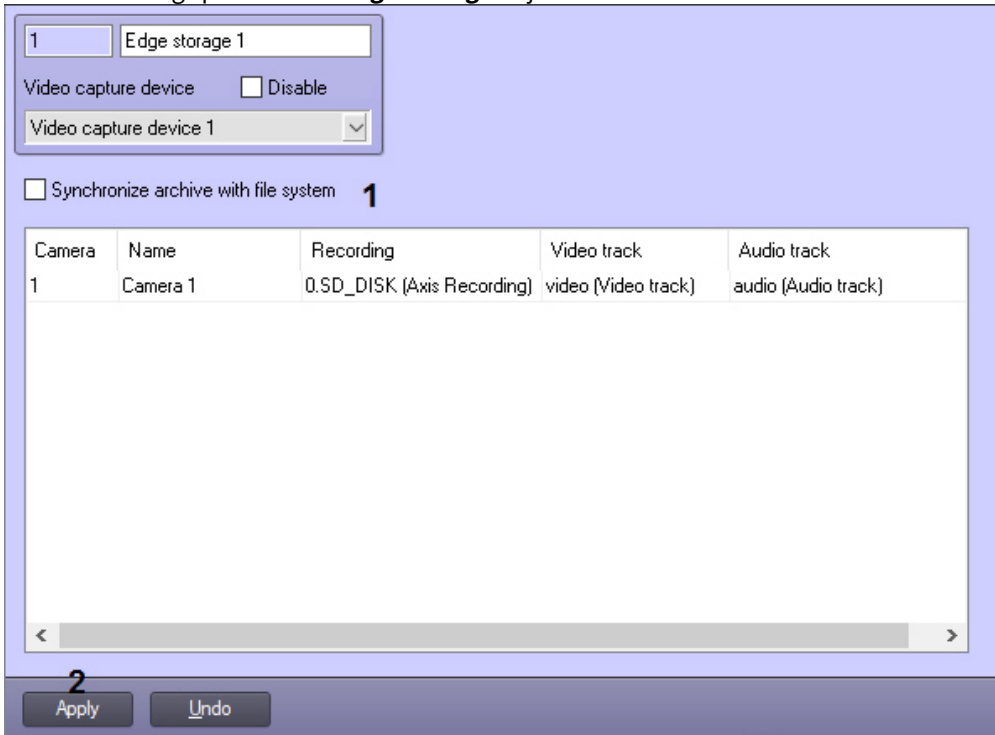 1 Edge storage 1
Video capture device Disable
Video capture device 1
Synchronize archive with file system 1
Camera Name Recording Video track Audio track
1 Camera 1 0.SD_DISK (Axis Recording) video (Video track) audio (Audio track)
2
Apply Undo